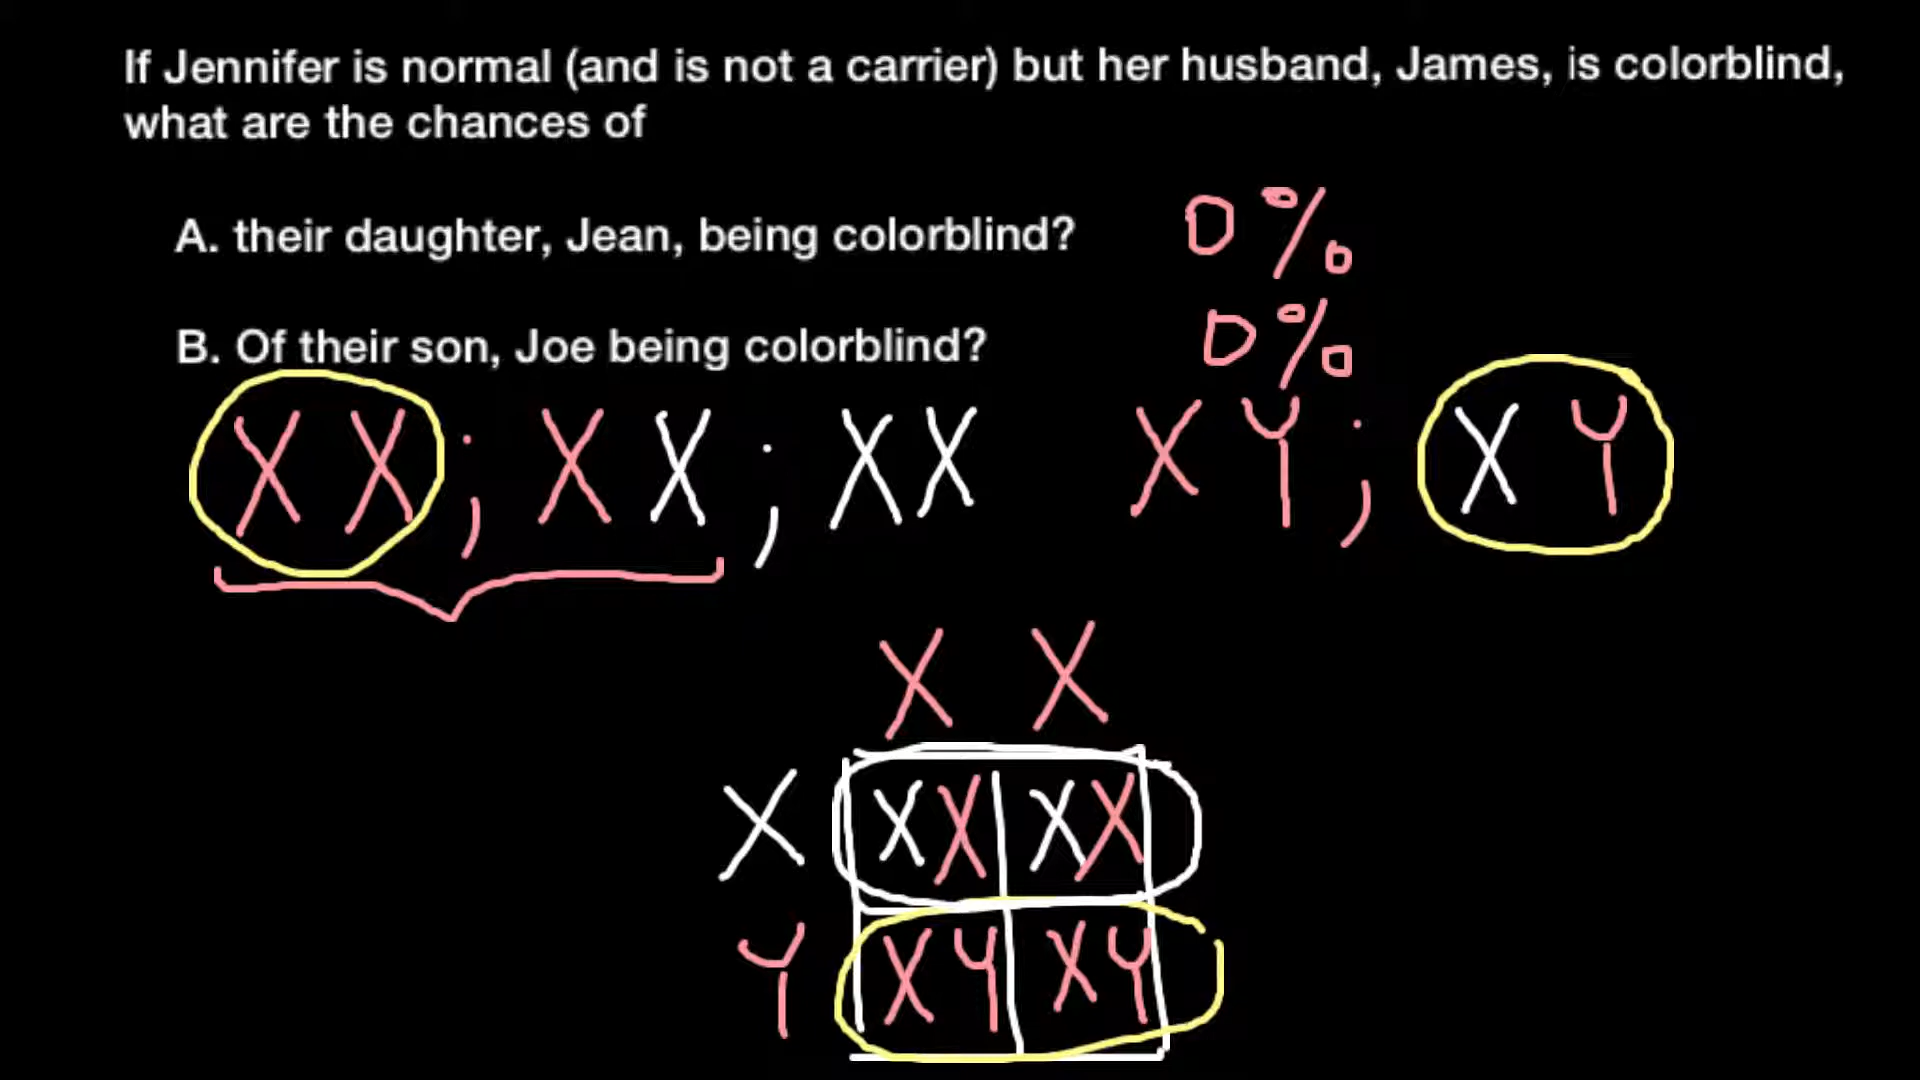 If Jennifer is normal (and is not a carrier) but her husband, James, is colorblind,
what are the chances of
A. their daughter, Jean, being colorblind? 0%
B. Of their son, Joe being colorblind? 0%
XX ; XX ; XX XY ; XY
X X
X XX XX
Y XY XY